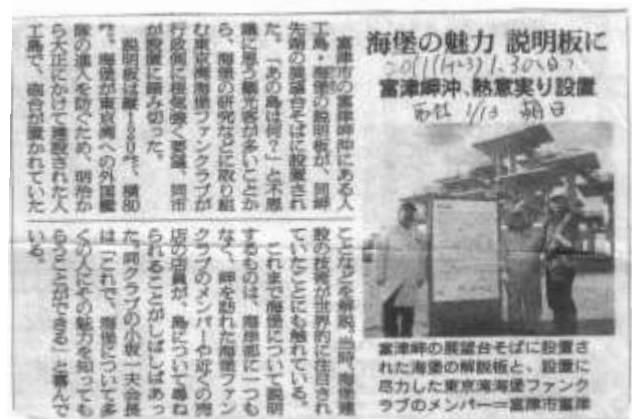 海堡の魅力 説明板に
富津岬沖、熱意実り設置
富津市の富津岬沖にある人
工島・海堡の説明板が、同岬
先端の展望台そばに設置され
た。「あの島は何?」と不思
議に思う観光客が多いことか
ら、海堡の研究などに取り組
む東京湾海堡ファンクラブが
行政側に根気強く要請、同市
が設置に踏み切った。
説明板は縦120㌢、横80
㌢。海堡が東京湾への外国艦
隊の進入を防ぐため、明治か
ら大正にかけて建設された人
工島で、砲台が置かれていた
ことなどを解説。当時、海堡建
設の技術が世界的に注目され
ていたことにも触れている。
これまで海堡について説明
するものは、海岸部に一つも
なく、岬を訪れた海堡ファン
クラブのメンバーや近くの売
店の店員が、島について尋ね
られることがしばしばあっ
た。同クラブの小坂一夫会長
は「これで、海堡について多
くの人にその魅力を知っても
らうことができる」と喜んで
いる。
富津岬の展望台そばに設置さ
れた海堡の解説板と、設置に
尽力した東京湾海堡ファンク
ラブのメンバー=富津市富津